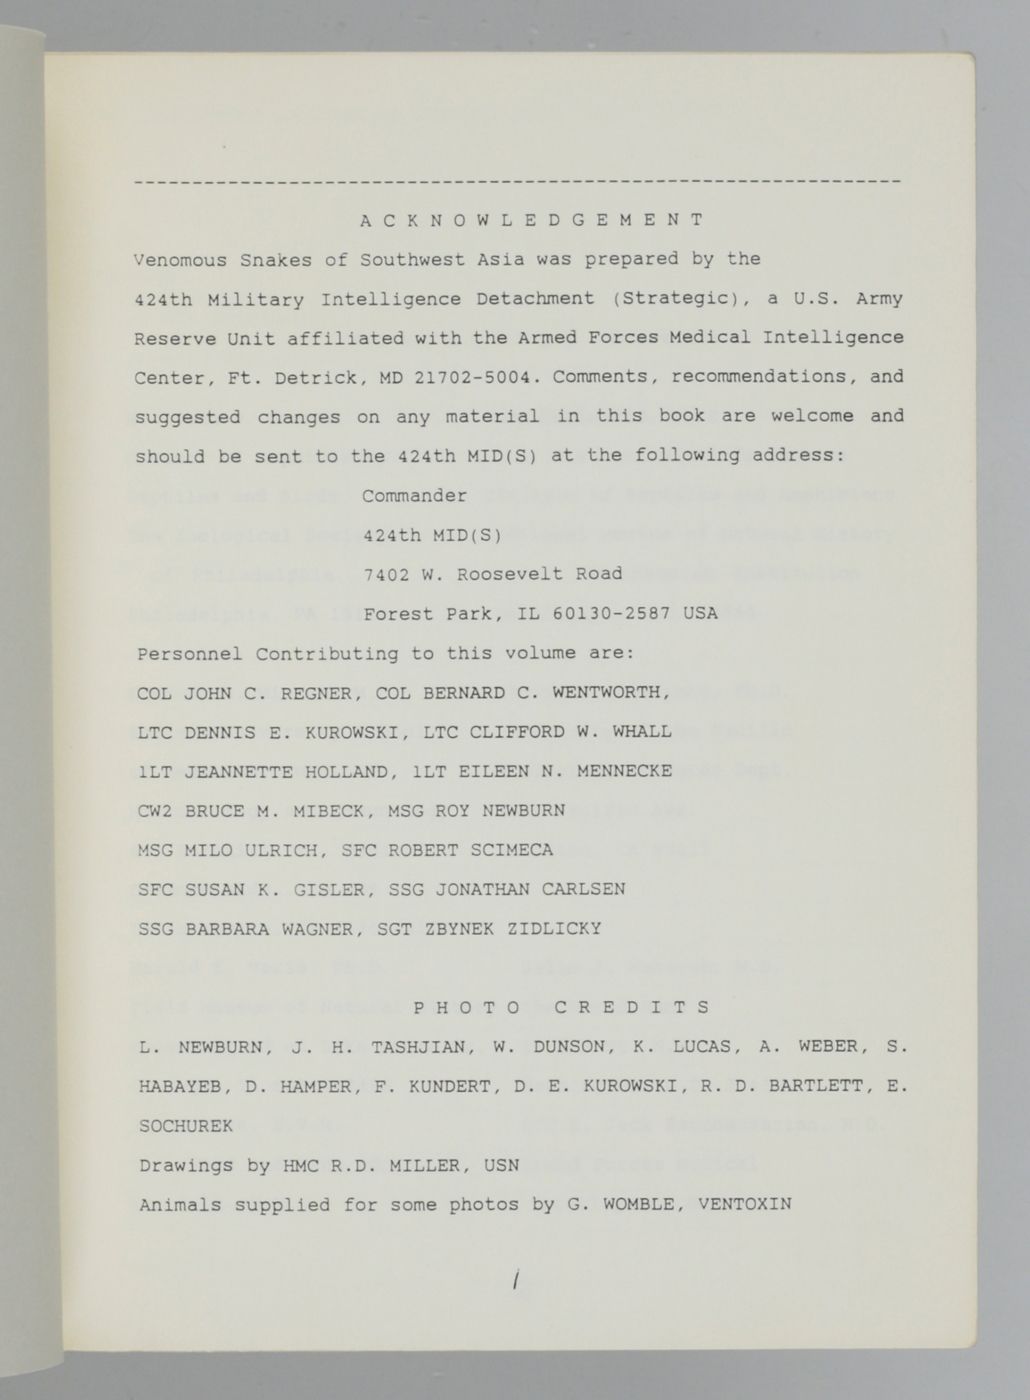 A C K N O W L E D G E M E N T
Venomous Snakes of Southwest Asia was prepared by the
424th Military Intelligence Detachment (Strategic), a U.S. Army
Reserve Unit affiliated with the Armed Forces Medical Intelligence
Center, Ft. Detrick, MD 21702-5004. Comments, recommendations, and
suggested changes on any material in this book are welcome and
should be sent to the 424th MID(S) at the following address:
Commander
424th MID(S)
7402 W. Roosevelt Road
Forest Park, IL 60130-2587 USA
Personnel Contributing to this volume are:
COL JOHN C. REGNER, COL BERNARD C. WENTWORTH,
LTC DENNIS E. KUROWSKI, LTC CLIFFORD W. WHALL
1LT JEANNETTE HOLLAND, 1LT EILEEN N. MENNECKE
CW2 BRUCE M. MIBECK, MSG ROY NEWBURN
MSG MILO ULRICH, SFC ROBERT SCIMECA
SFC SUSAN K. GISLER, SSG JONATHAN CARLSEN
SSG BARBARA WAGNER, SGT ZBYNEK ZIDLICKY
P H O T O   C R E D I T S
L. NEWBURN, J. H. TASHJIAN, W. DUNSON, K. LUCAS, A. WEBER, S.
HABAYEB, D. HAMPER, F. KUNDERT, D. E. KUROWSKI, R. D. BARTLETT, E.
SOCHUREK
Drawings by HMC R.D. MILLER, USN
Animals supplied for some photos by G. WOMBLE, VENTOXIN